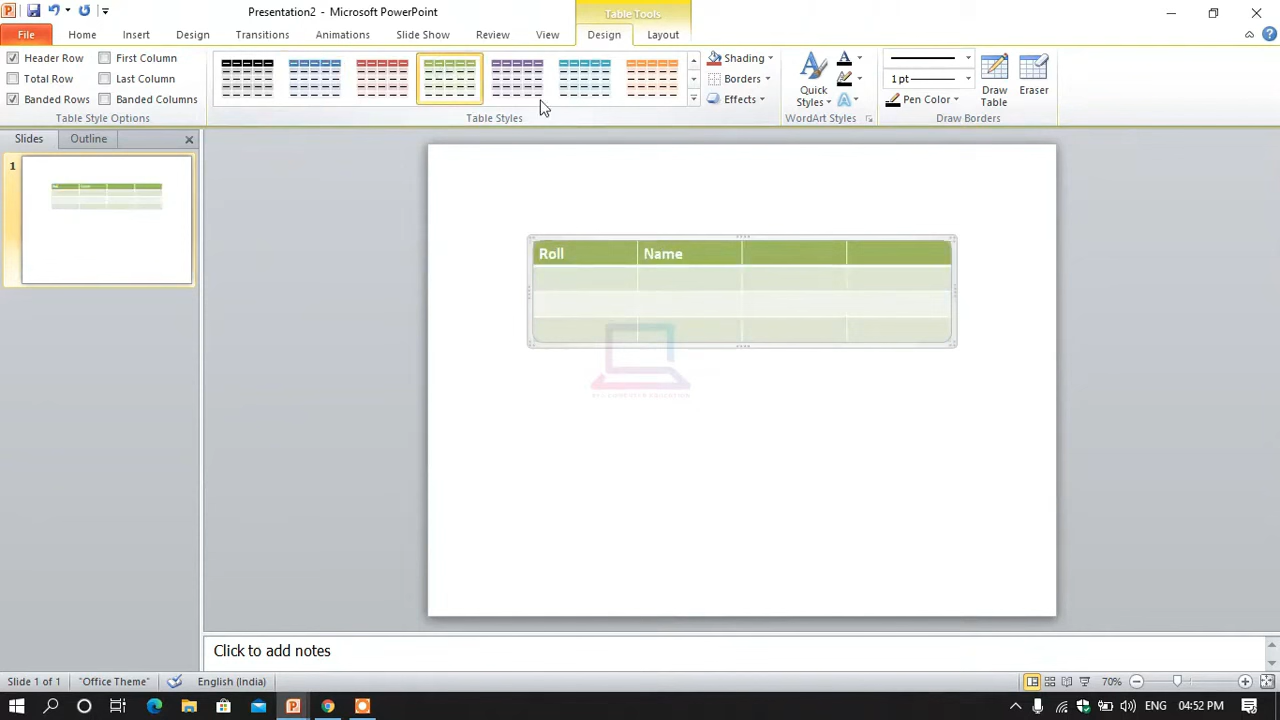 Presentation2 - Microsoft PowerPoint
Table Tools
File Home Insert Design Transitions Animations Slide Show Review View Design Layout
Header Row First Column
Total Row Last Column
Banded Rows Banded Columns
Table Style Options
Table Styles
Shading
Borders
Effects
Quick
Styles
WordArt Styles
1 pt
Pen Color
Draw
Table
Eraser
Draw Borders
Slides Outline
1
Roll Name
Click to add notes
Slide 1 of 1 "Office Theme" English (India) 70%
ENG 04:52 PM